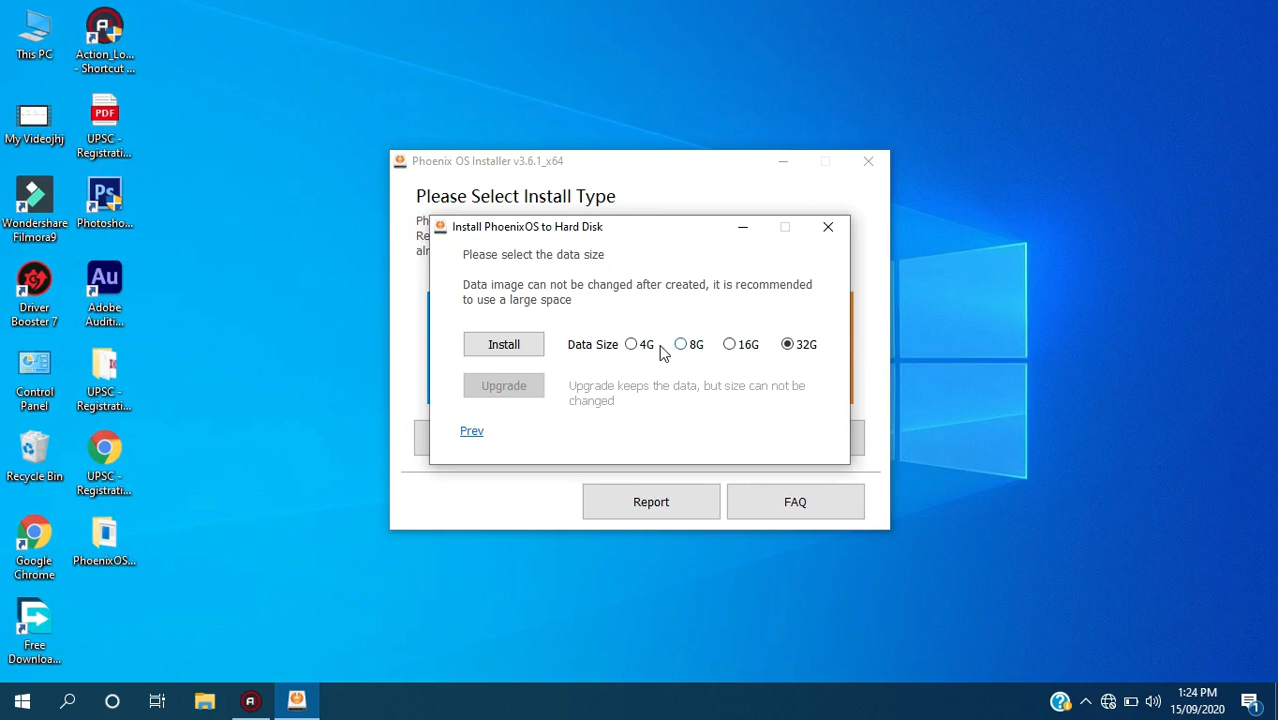 This PC
Action_Lo...
- Shortcut ...
My Videojhj
UPSC -
Registrati...
Wondershare
Filmora9
Photosho...
Driver
Booster 7
Adobe
Auditi...
Control
Panel
UPSC -
Registrati...
Recycle Bin
UPSC -
Registrati...
Google
Chrome
PhoenixOS...
Free
Downloa...
Phoenix OS Installer v3.6.1_x64
Please Select Install Type
Ph
Re
alr
Install PhoenixOS to Hard Disk
Please select the data size
Data image can not be changed after created, it is recommended
to use a large space
Install Data Size 4G 8G 16G 32G
Upgrade Upgrade keeps the data, but size can not be
changed
Prev
Report FAQ
1:24 PM
15/09/2020